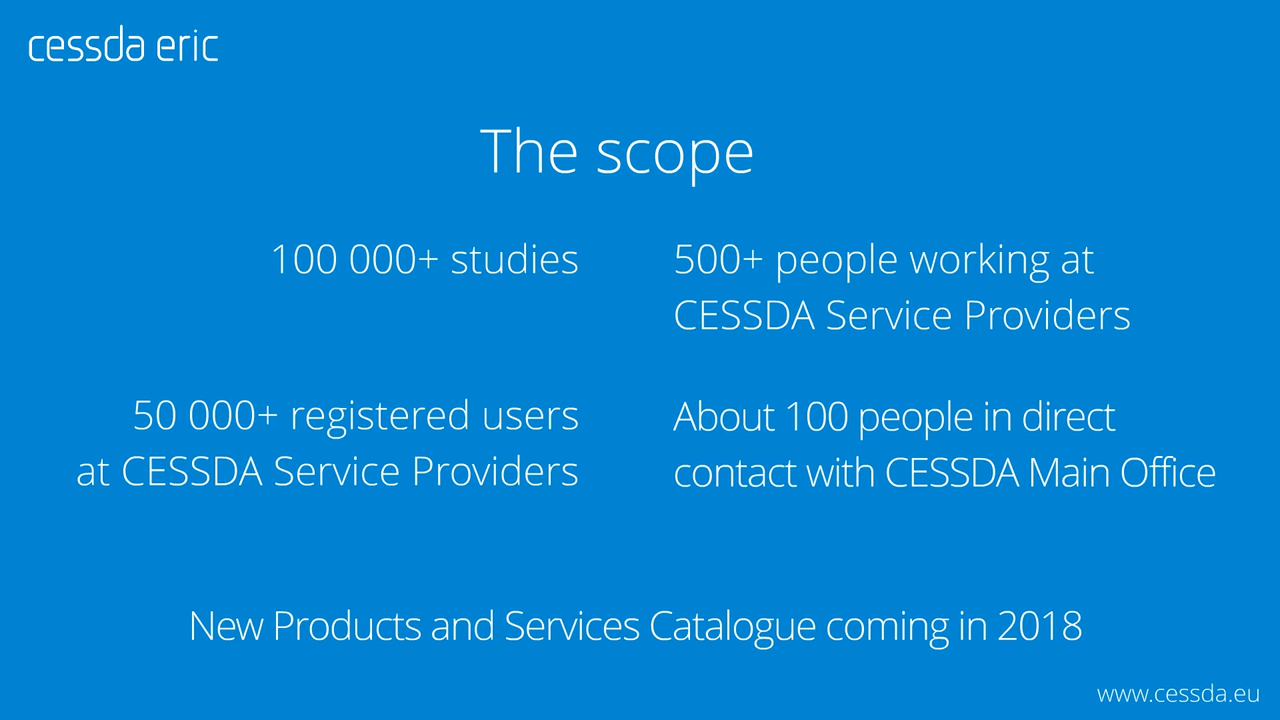 cessda eric
The scope
100 000+ studies
500+ people working at
CESSDA Service Providers
50 000+ registered users
at CESSDA Service Providers
About 100 people in direct
contact with CESSDA Main Office
New Products and Services Catalogue coming in 2018
www.cessda.eu